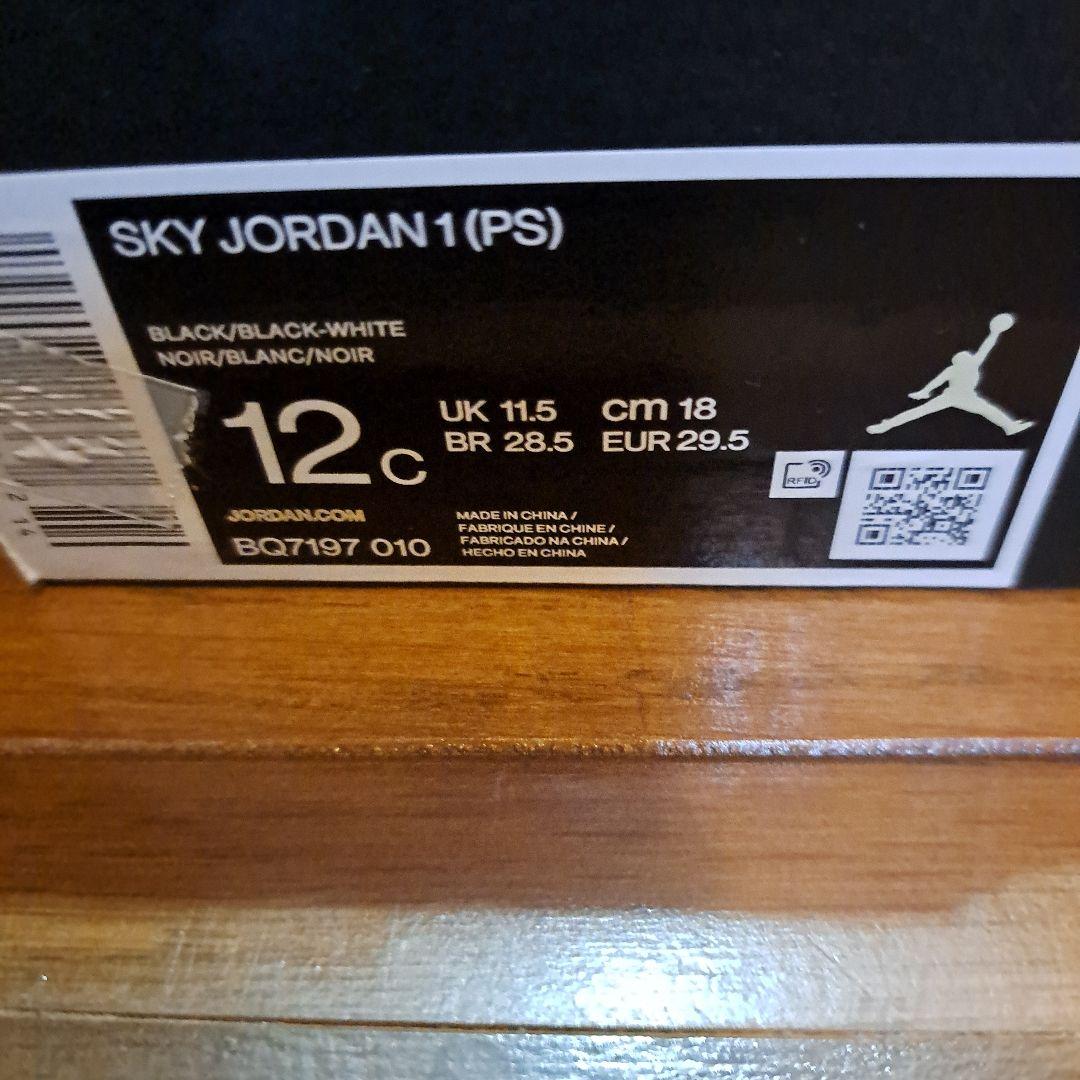 SKY JORDAN 1 (PS)
BLACK/BLACK-WHITE
NOIR/BLANC/NOIR
12 C
UK 11.5 cm 18
BR 28.5 EUR 29.5
RFID
JORDAN.COM
BQ7197 010
MADE IN CHINA /
FABRIQUE EN CHINE /
FABRICADO NA CHINA /
HECHO EN CHINA